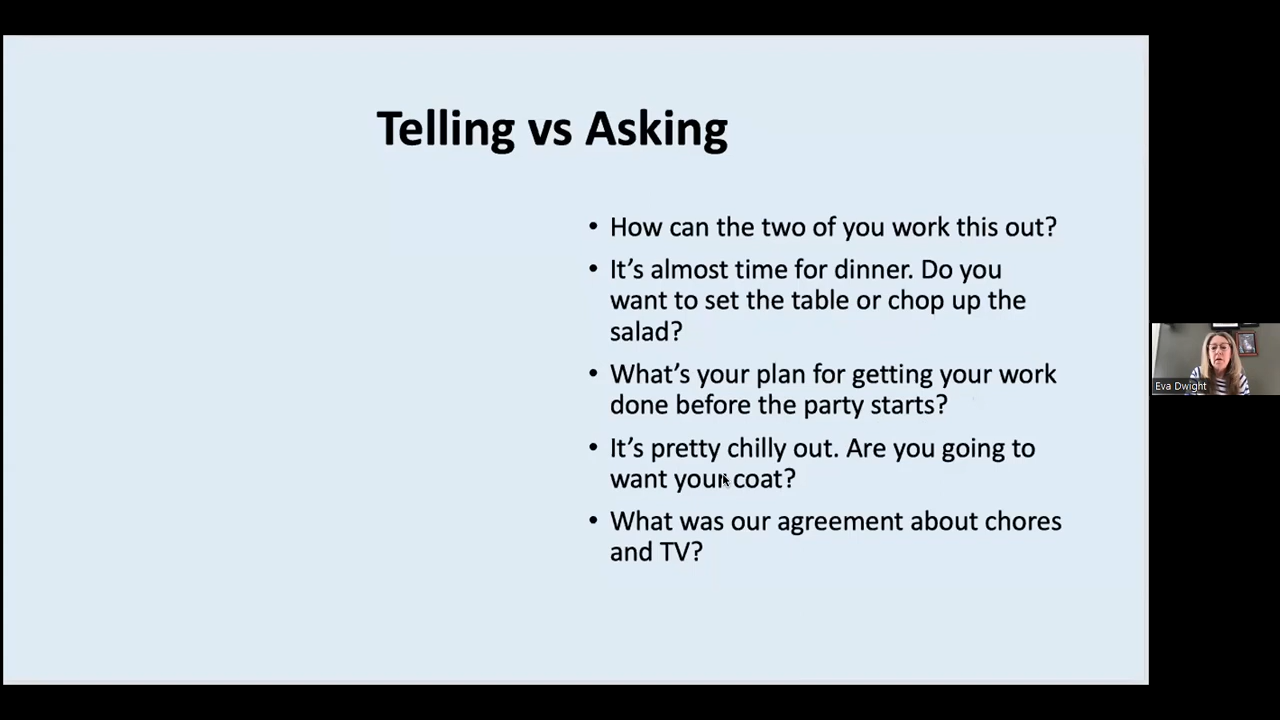 Telling vs Asking
• How can the two of you work this out?
• It’s almost time for dinner. Do you
want to set the table or chop up the
salad?
• What’s your plan for getting your work
done before the party starts?
• It’s pretty chilly out. Are you going to
want your coat?
• What was our agreement about chores
and TV?
Eva Dwight